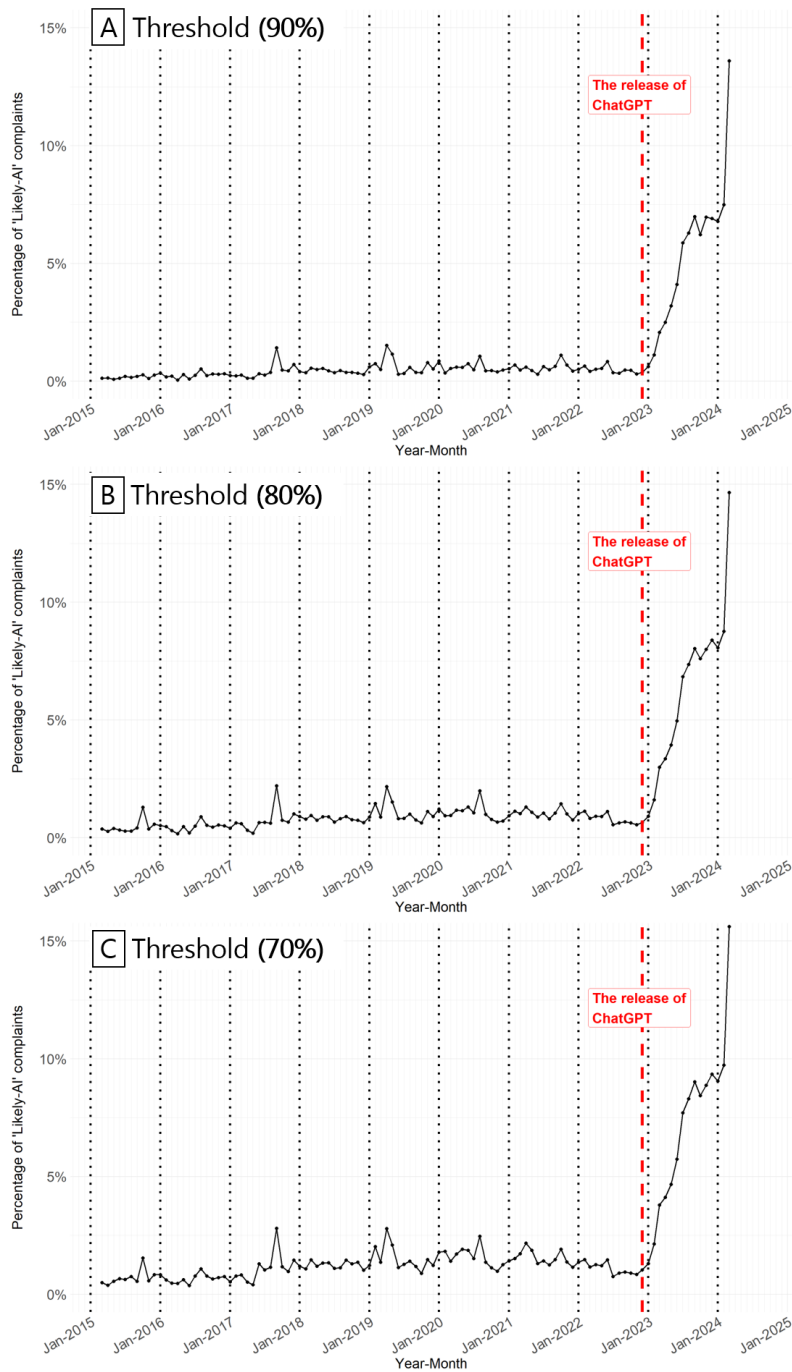 A Threshold (90%)
15%
10%
5%
0%
Percentage of 'Likely-AI' complaints
The release of
ChatGPT
Jan-2015
Jan-2016
Jan-2017
Jan-2018
Jan-2019
Jan-2020
Jan-2021
Jan-2022
Jan-2023
Jan-2024
Jan-2025
Year-Month
B Threshold (80%)
15%
10%
5%
0%
Percentage of 'Likely-AI' complaints
The release of
ChatGPT
Jan-2015
Jan-2016
Jan-2017
Jan-2018
Jan-2019
Jan-2020
Jan-2021
Jan-2022
Jan-2023
Jan-2024
Jan-2025
Year-Month
C Threshold (70%)
15%
10%
5%
0%
Percentage of 'Likely-AI' complaints
The release of
ChatGPT
Jan-2015
Jan-2016
Jan-2017
Jan-2018
Jan-2019
Jan-2020
Jan-2021
Jan-2022
Jan-2023
Jan-2024
Jan-2025
Year-Month